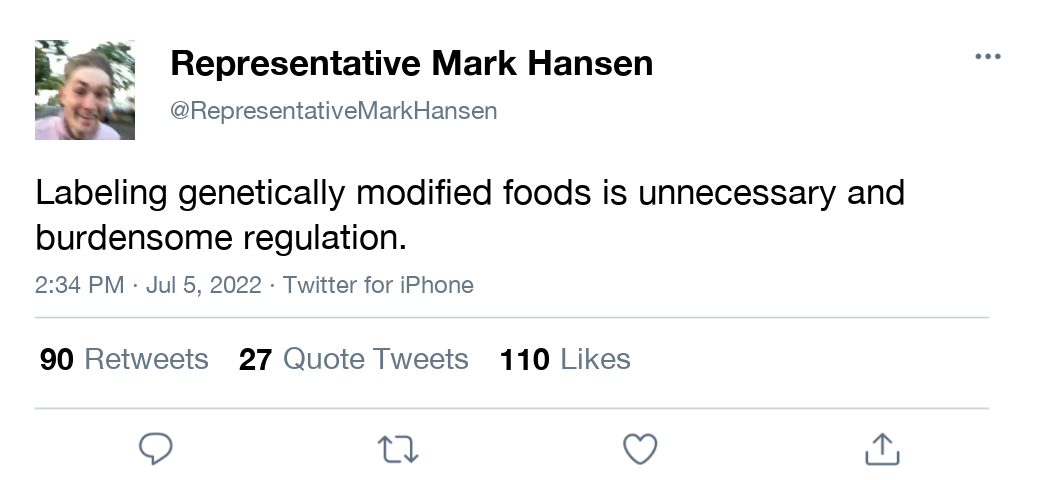 Representative Mark Hansen
@RepresentativeMarkHansen
Labeling genetically modified foods is unnecessary and
burdensome regulation.
2:34 PM · Jul 5, 2022 · Twitter for iPhone
90 Retweets 27 Quote Tweets 110 Likes